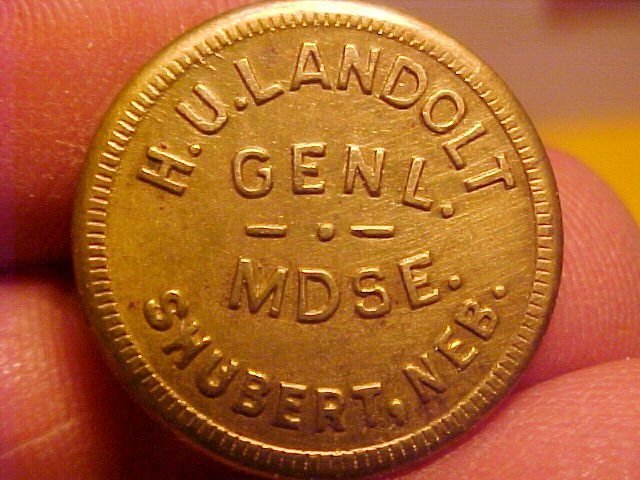 H. U. LANDOLT
GENL.
MDSE.
SHUBERT, NEB.